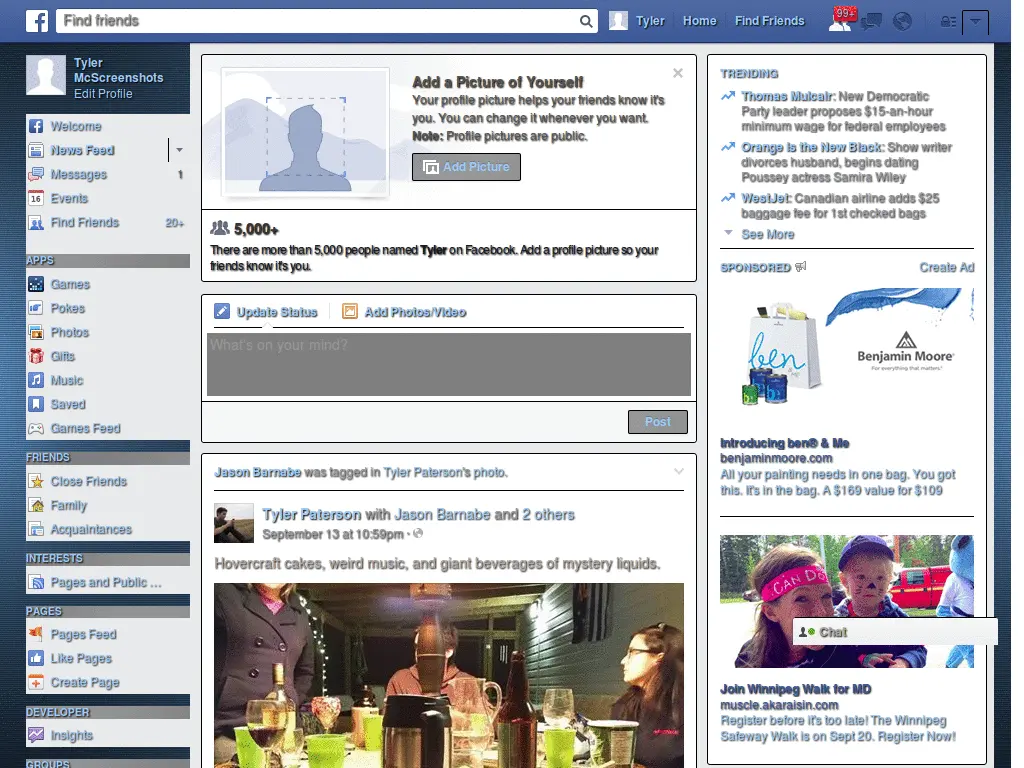 Find friends
Tyler
Home
Find Friends
99+
Tyler
McScreenshots
Edit Profile
Welcome
News Feed
Messages 1
16 Events
Find Friends 20+
APPS
Games
Pokes
Photos
Gifts
Music
Saved
Games Feed
FRIENDS
Close Friends
Family
Acquaintances
INTERESTS
Pages and Public ...
PAGES
Pages Feed
Like Pages
Create Page
DEVELOPER
Insights
GROUPS
Add a Picture of Yourself
Your profile picture helps your friends know it's
you. You can change it whenever you want.
Note: Profile pictures are public.
Add Picture
5,000+
There are more than 5,000 people named Tyler on Facebook. Add a profile picture so your
friends know it's you.
Update Status
Add Photos/Video
What's on your mind?
Post
Jason Barnabe was tagged in Tyler Paterson's photo.
Tyler Paterson with Jason Barnabe and 2 others
September 13 at 10:59pm ·
Hovercraft cakes, weird music, and giant beverages of mystery liquids.
TRENDING
Thomas Mulcair: New Democratic
Party leader proposes $15-an-hour
minimum wage for federal employees
Orange Is the New Black: Show writer
divorces husband, begins dating
Poussey actress Samira Wiley
WestJet: Canadian airline adds $25
baggage fee for 1st checked bags
See More
SPONSORED
Create Ad
ben
Benjamin Moore
For everything that matters.
Introducing ben® & Me
benjaminmoore.com
All your painting needs in one bag. You got
this. It's in the bag. A $169 value for $109
CAN DO
Chat
Join Winnipeg Walk for MD
muscle.akaraisin.com
Register before it's too late! The Winnipeg
Safeway Walk is on Sept 20. Register Now!